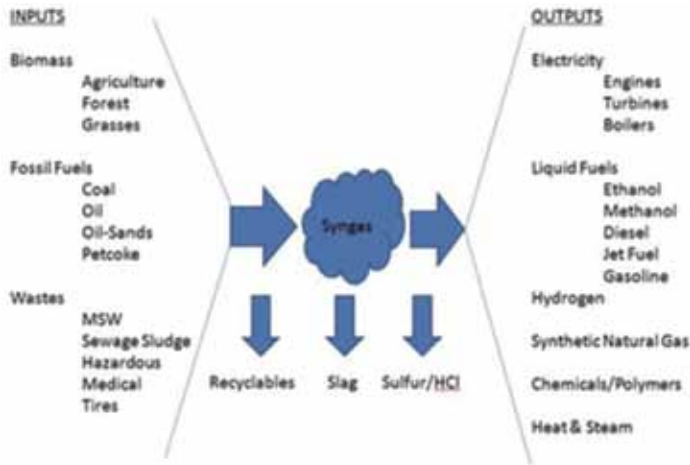 INPUTS
Biomass
Agriculture
Forest
Grasses
Fossil Fuels
Coal
Oil
Oil-Sands
Petcoke
Wastes
MSW
Sewage Sludge
Hazardous
Medical
Tires
Syngas
Recyclables
Slag
Sulfur/HCl
OUTPUTS
Electricity
Engines
Turbines
Boilers
Liquid Fuels
Ethanol
Methanol
Diesel
Jet Fuel
Gasoline
Hydrogen
Synthetic Natural Gas
Chemicals/Polymers
Heat & Steam